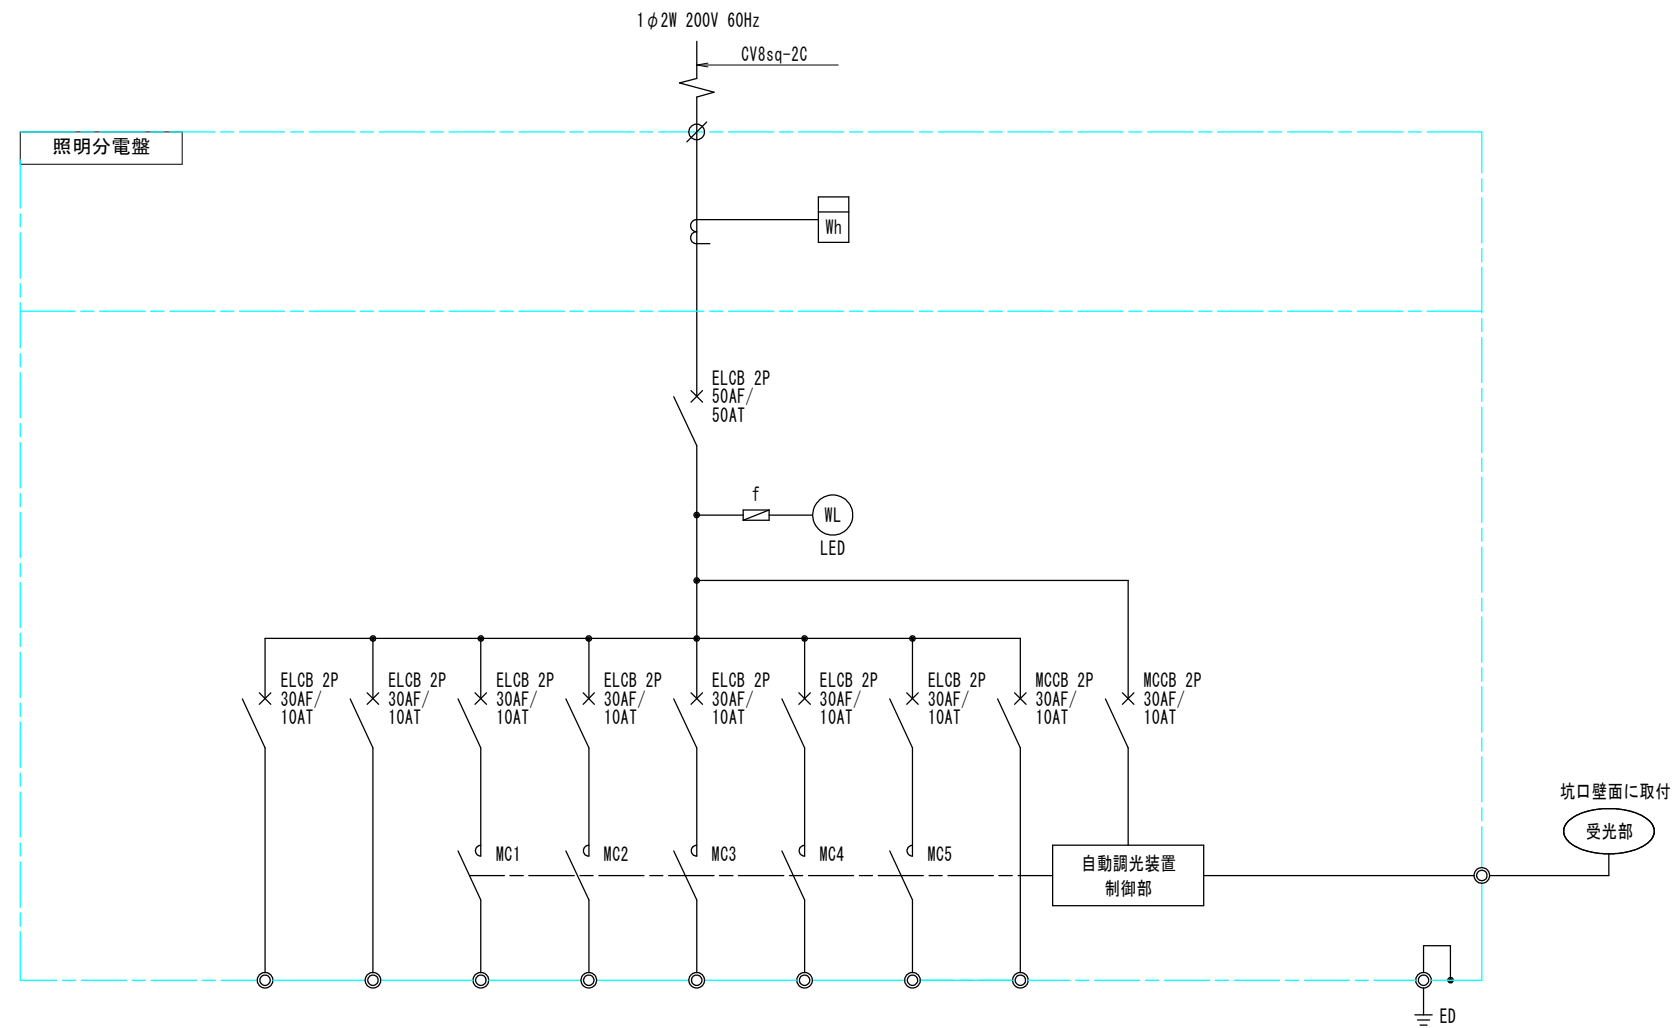 1φ2W 200V 60Hz
CV8sq-2C
照明分電盤
Wh
ELCB 2P
50AF/
50AT
f
WL
LED
ELCB 2P
30AF/
10AT
ELCB 2P
30AF/
10AT
ELCB 2P
30AF/
10AT
ELCB 2P
30AF/
10AT
ELCB 2P
30AF/
10AT
ELCB 2P
30AF/
10AT
ELCB 2P
30AF/
10AT
MCCB 2P
30AF/
10AT
MCCB 2P
30AF/
10AT
坑口壁面に取付
受光部
MC1
MC2
MC3
MC4
MC5
自動調光装置
制御部
ED